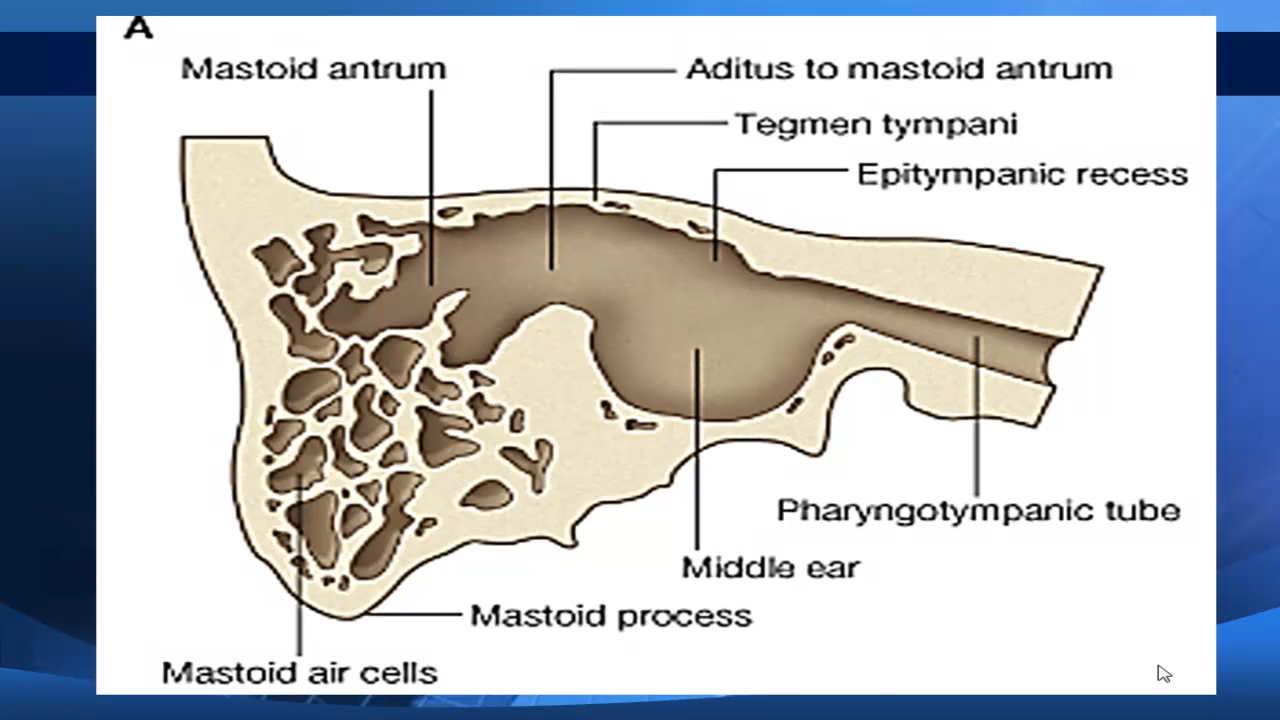 A
Mastoid antrum
Aditus to mastoid antrum
Tegmen tympani
Epitympanic recess
Pharyngotympanic tube
Middle ear
Mastoid process
Mastoid air cells